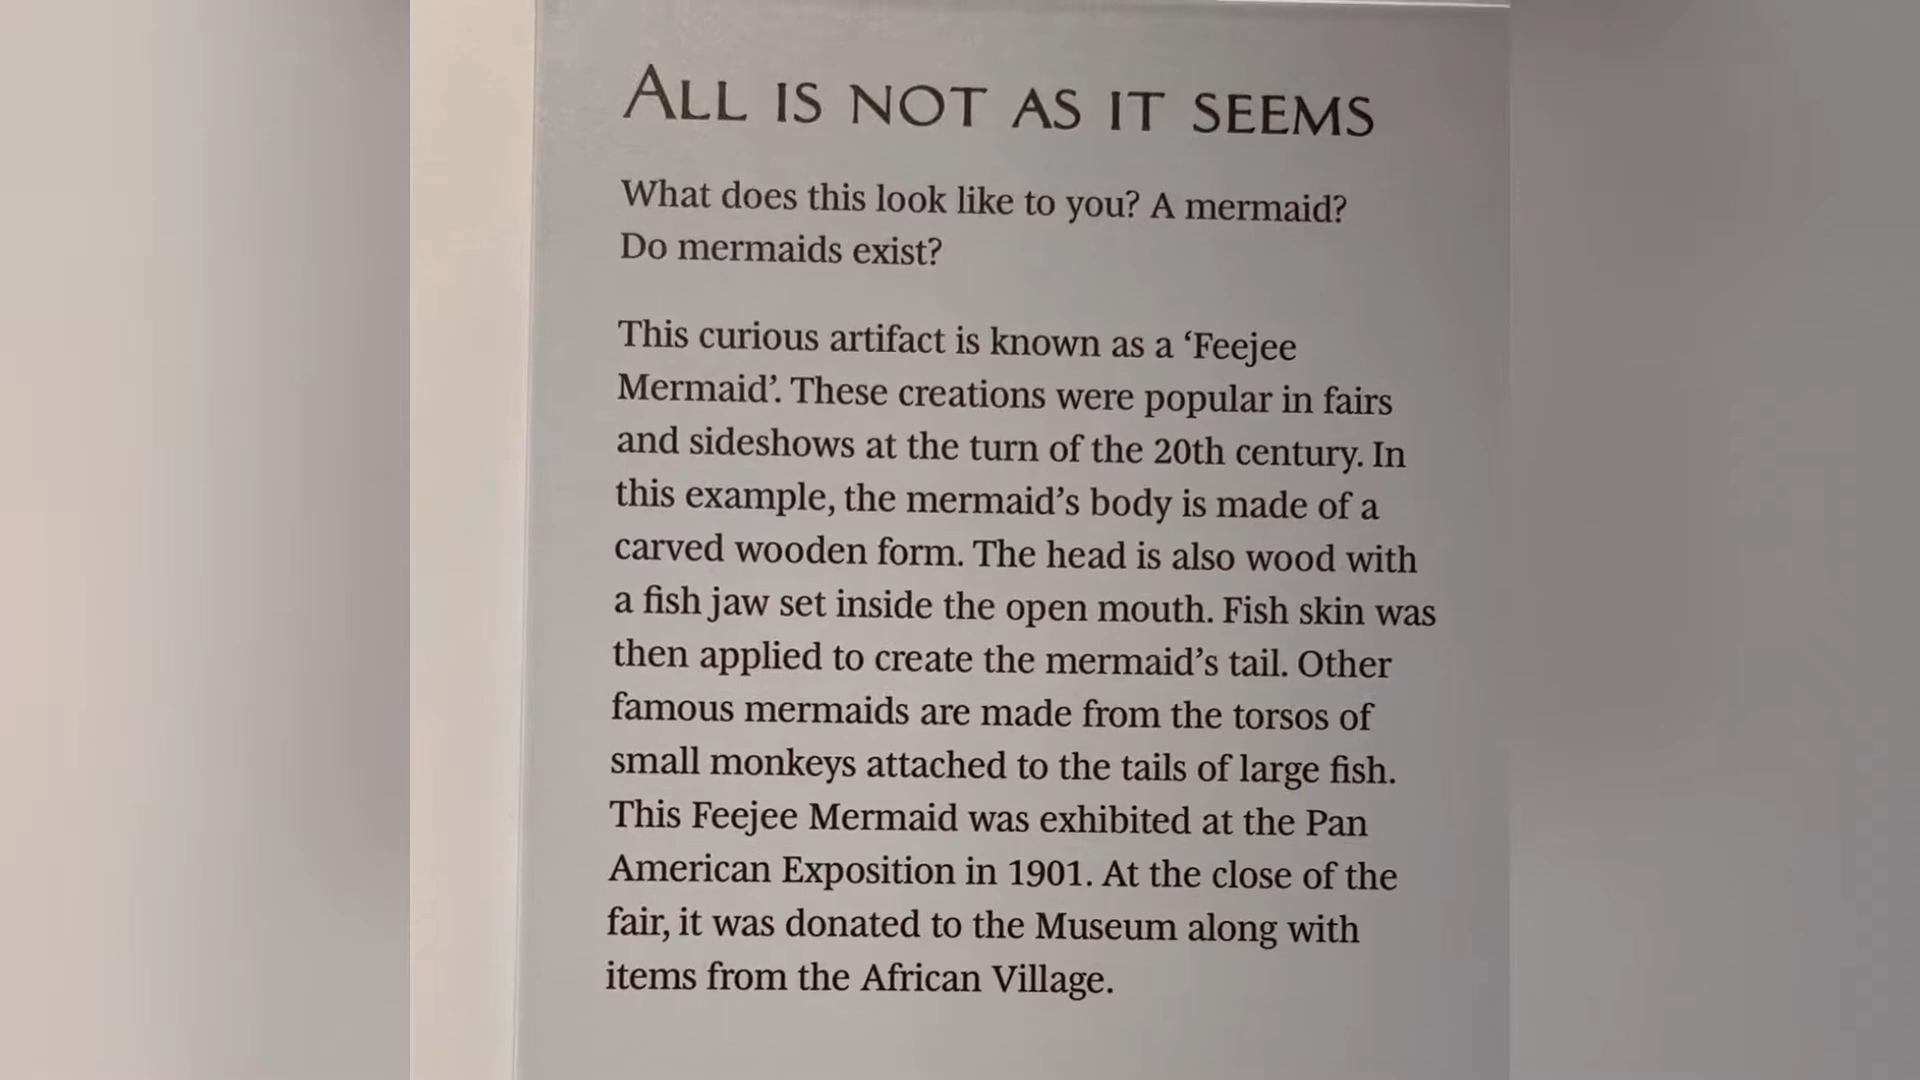 ALL IS NOT AS IT SEEMS
What does this look like to you? A mermaid?
Do mermaids exist?
This curious artifact is known as a ‘Feejee
Mermaid’. These creations were popular in fairs
and sideshows at the turn of the 20th century. In
this example, the mermaid’s body is made of a
carved wooden form. The head is also wood with
a fish jaw set inside the open mouth. Fish skin was
then applied to create the mermaid’s tail. Other
famous mermaids are made from the torsos of
small monkeys attached to the tails of large fish.
This Feejee Mermaid was exhibited at the Pan
American Exposition in 1901. At the close of the
fair, it was donated to the Museum along with
items from the African Village.